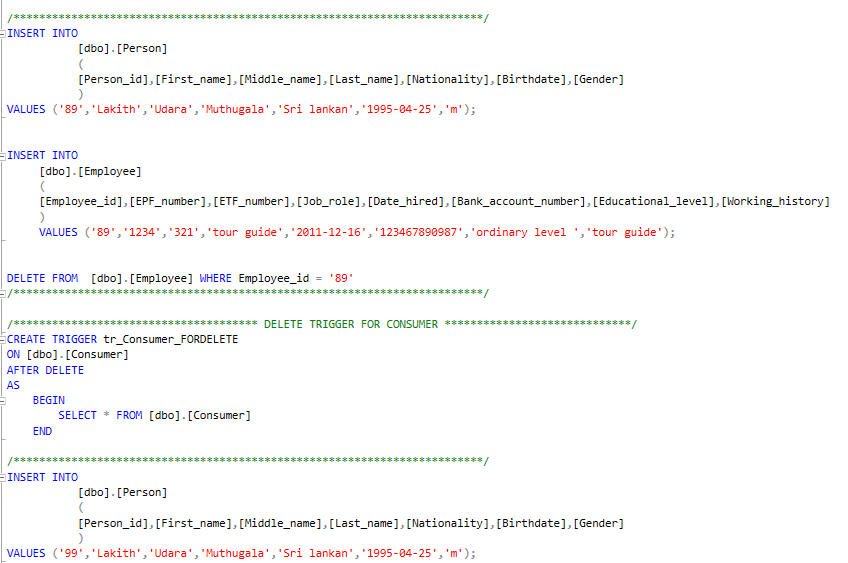 /*************************************************************************/
INSERT INTO
[dbo].[Person]
(
[Person_id],[First_name],[Middle_name],[Last_name],[Nationality],[Birthdate],[Gender]
)
VALUES ('89','Lakith','Udara','Muthugala','Sri lankan','1995-04-25','m');
INSERT INTO
[dbo].[Employee]
(
[Employee_id],[EPF_number],[ETF_number],[Job_role],[Date_hired],[Bank_account_number],[Educational_level],[Working_history]
)
VALUES ('89','1234','321','tour guide','2011-12-16','123467890987','ordinary level ','tour guide');
DELETE FROM  [dbo].[Employee] WHERE Employee_id = '89'
/*************************************************************************/
/************************************** DELETE TRIGGER FOR CONSUMER *****************************/
CREATE TRIGGER tr_Consumer_FORDELETE
ON [dbo].[Consumer]
AFTER DELETE
AS
BEGIN
SELECT * FROM [dbo].[Consumer]
END
/*************************************************************************/
INSERT INTO
[dbo].[Person]
(
[Person_id],[First_name],[Middle_name],[Last_name],[Nationality],[Birthdate],[Gender]
)
VALUES ('99','Lakith','Udara','Muthugala','Sri lankan','1995-04-25','m');